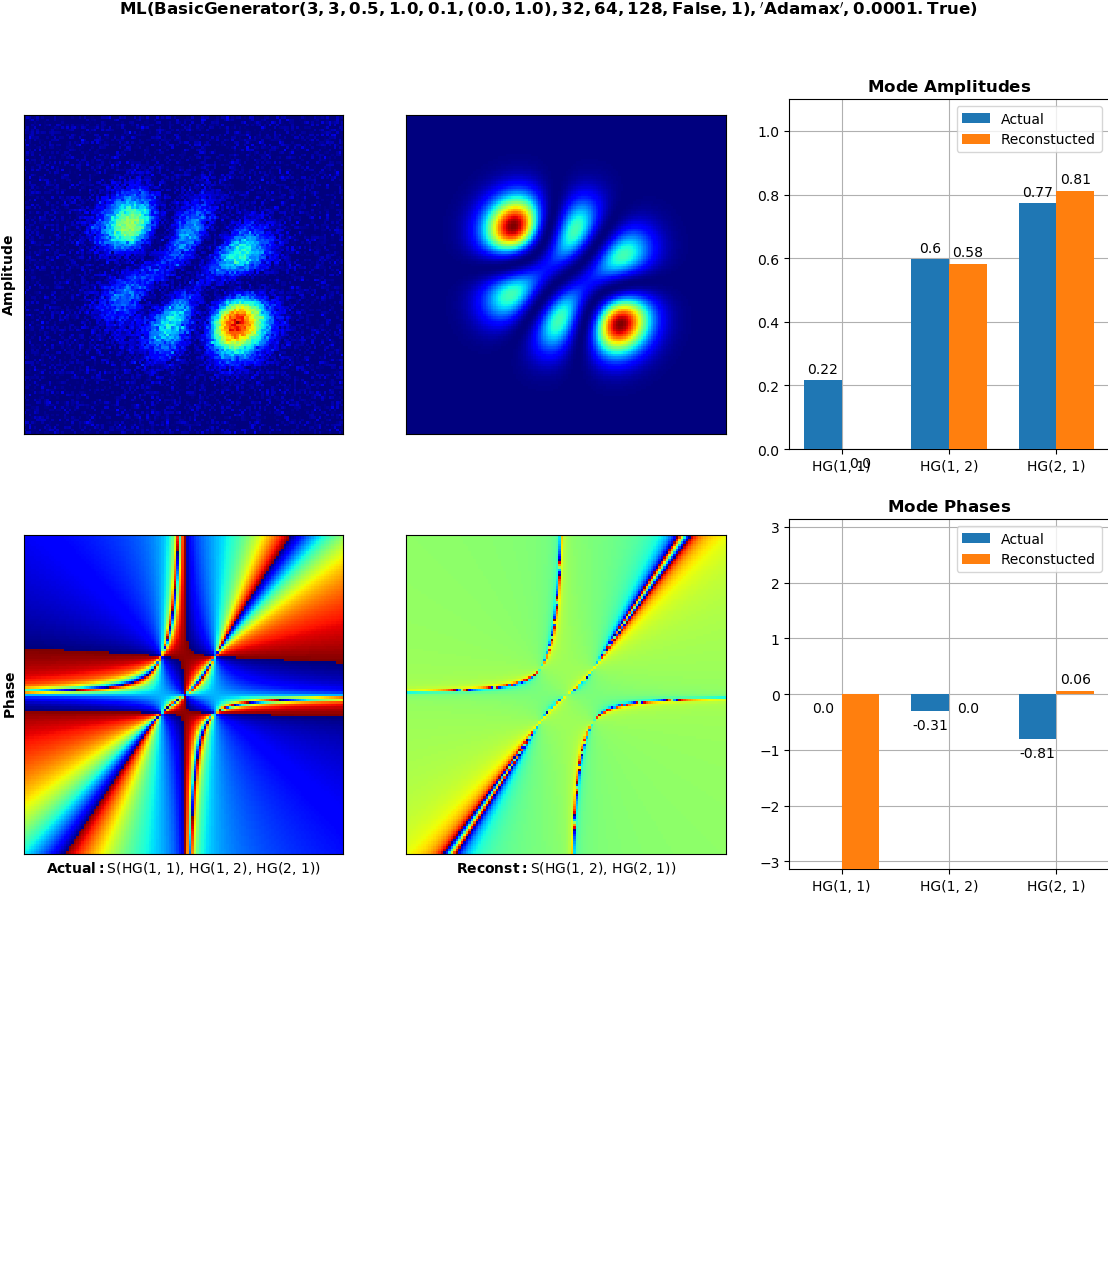 ML(BasicGenerator(3, 3, 0.5, 1.0, 0.1, (0.0, 1.0), 32, 64, 128, False, 1), ′Adamax′, 0.0001. True)
Mode Amplitudes
Actual
Reconstucted
1.0
0.8
0.6
0.4
0.2
0.0
0.22
0.0
0.6
0.58
0.77
0.81
HG(1, 1)
HG(1, 2)
HG(2, 1)
Amplitude
Mode Phases
Actual
Reconstucted
3
2
1
0
−1
−2
−3
0.0
-0.31
0.0
-0.81
0.06
HG(1, 1)
HG(1, 2)
HG(2, 1)
Phase
Actual: S(HG(1, 1), HG(1, 2), HG(2, 1))
Reconst: S(HG(1, 2), HG(2, 1))